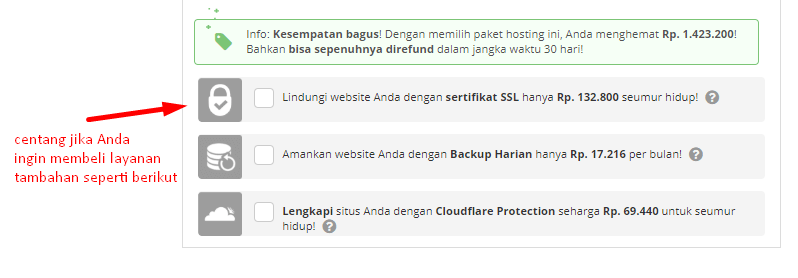 Info: Kesempatan bagus! Dengan memilih paket hosting ini, Anda menghemat Rp. 1.423.200!
Bahkan bisa sepenuhnya direfund dalam jangka waktu 30 hari!
Lindungi website Anda dengan sertifikat SSL hanya Rp. 132.800 seumur hidup! ?
centang jika Anda
ingin membeli layanan
tambahan seperti berikut
Amankan website Anda dengan Backup Harian hanya Rp. 17.216 per bulan! ?
Lengkapi situs Anda dengan Cloudflare Protection seharga Rp. 69.440 untuk seumur
hidup! ?